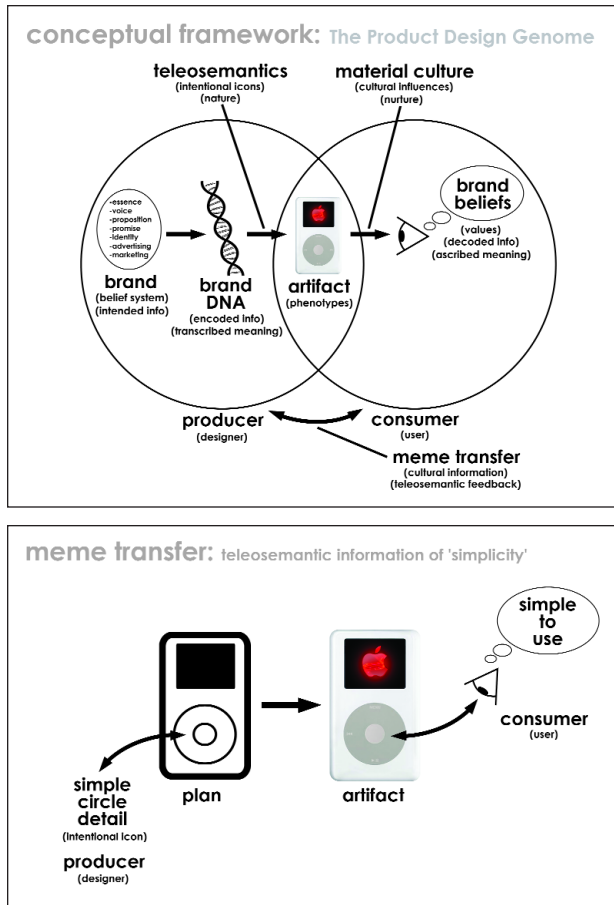 conceptual framework: The Product Design Genome
teleosemantics
(intentional icons)
(nature)
material culture
(cultural influences)
(nurture)
-essence
-voice
-proposition
-promise
-identity
-advertising
-marketing
brand
(belief system)
(intended info)
brand
DNA
(encoded info)
(transcribed meaning)
artifact
(phenotypes)
brand
beliefs
(values)
(decoded info)
(ascribed meaning)
producer
(designer)
consumer
(user)
meme transfer
(cultural information)
(teleosemantic feedback)
meme transfer: teleosemantic information of 'simplicity'
simple
to
use
consumer
(user)
simple
circle
detail
(intentional icon)
producer
(designer)
plan
artifact